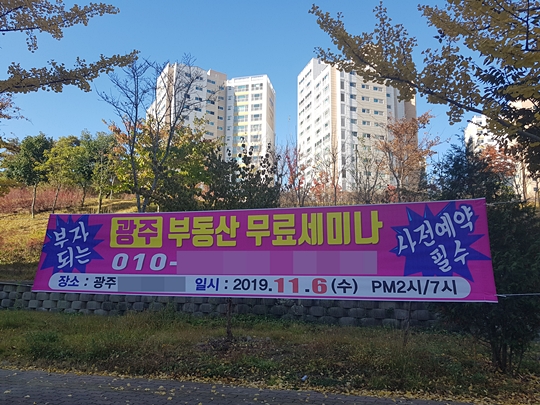 부자
되는
광주 부동산 무료세미나
사전예약
필수
010-
장소 : 광주 일시 : 2019.11.6(수) PM2시/7시